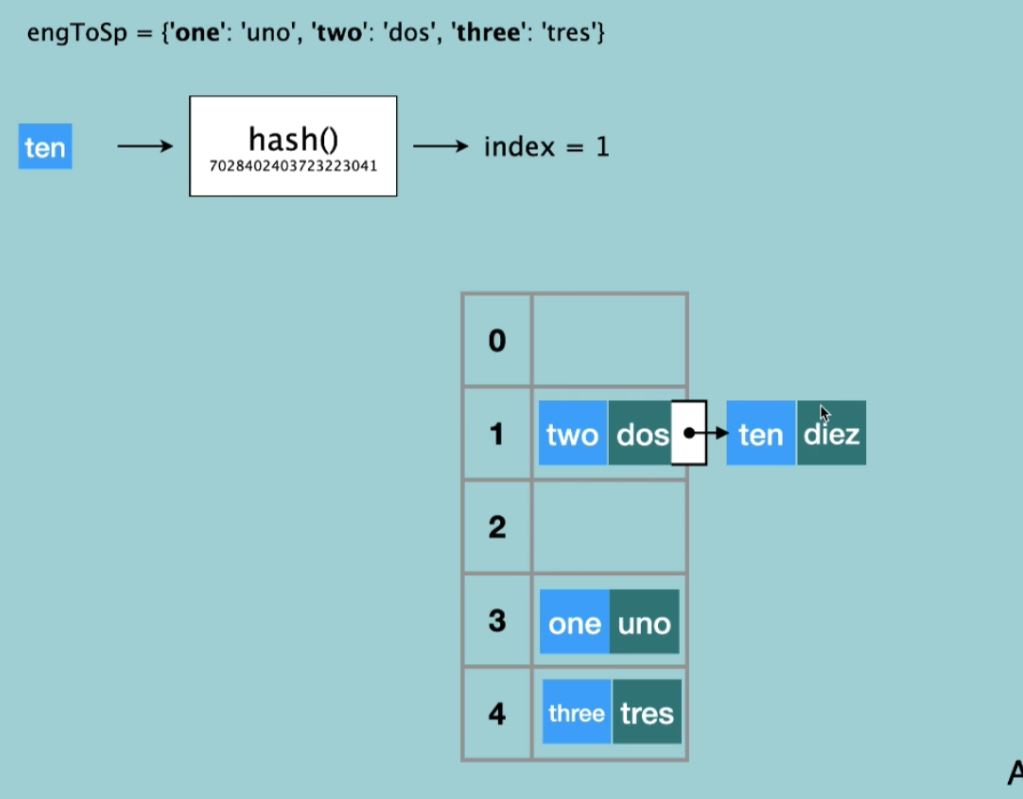 engToSp = {'one': 'uno', 'two': 'dos', 'three': 'tres'}
ten
hash()
7028402403723223041
index = 1
0
1 two dos ten diez
2
3 one uno
4 three tres
A